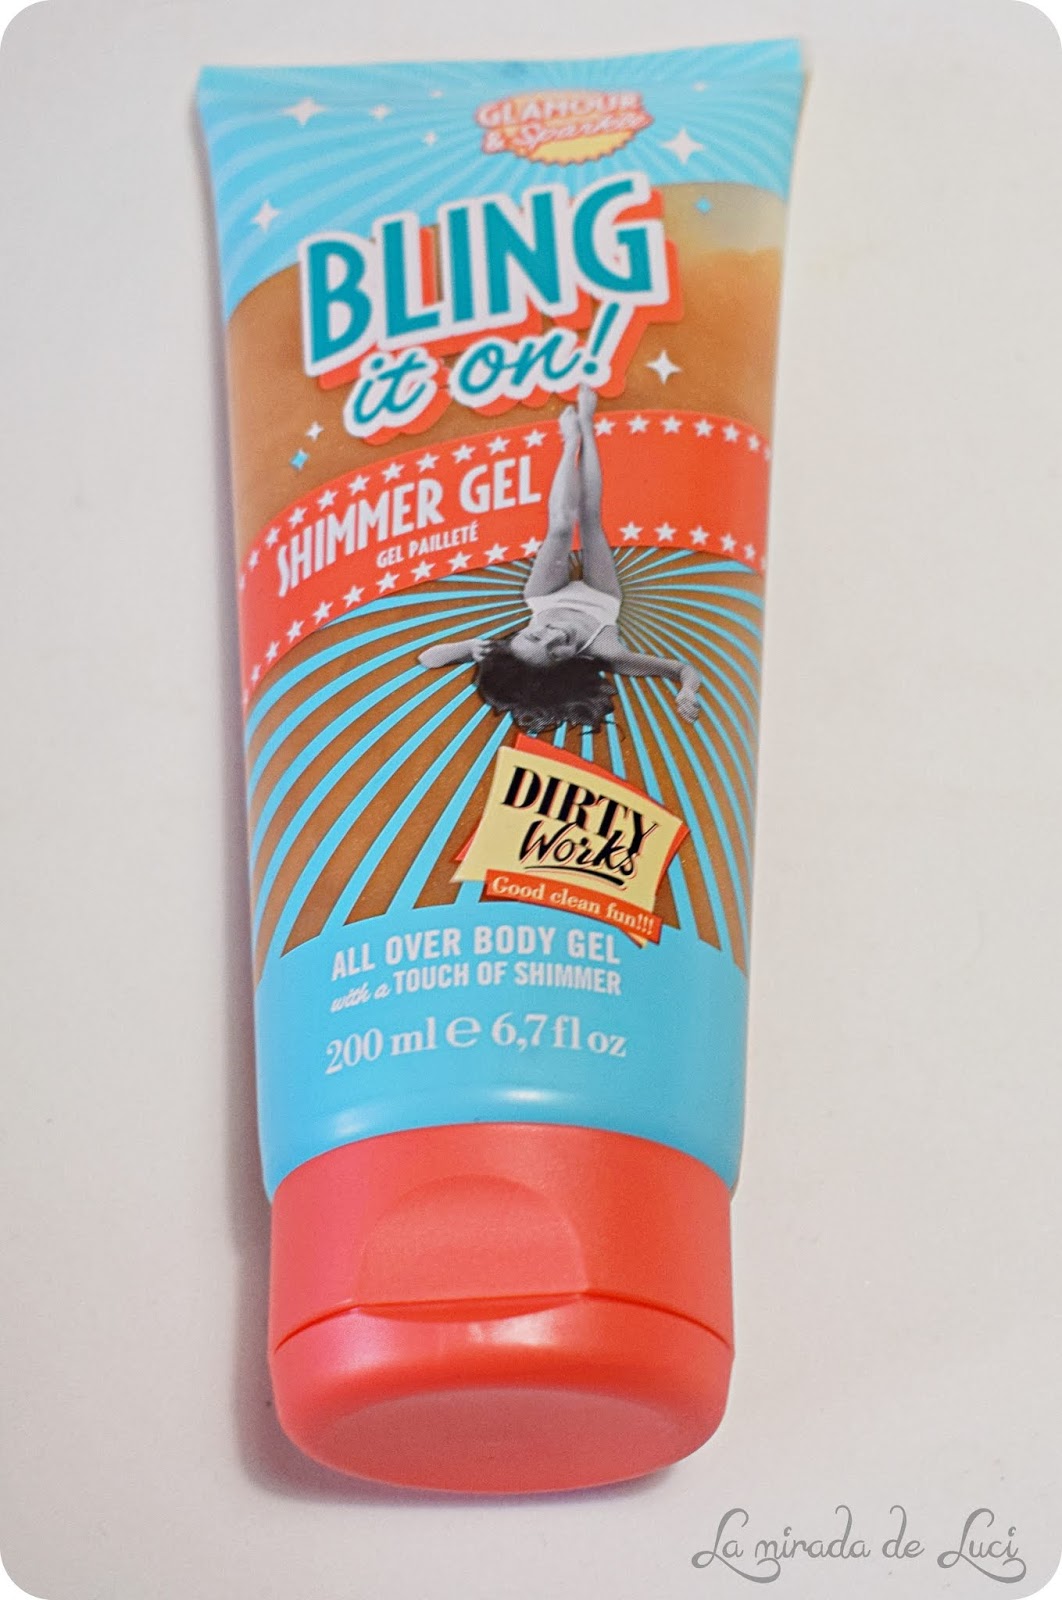 GLAMOUR
& Sparkle
BLING
it on!
SHIMMER GEL
GEL PAILLETÉ
DIRTY
Works
Good clean fun!!!
ALL OVER BODY GEL
with a TOUCH OF SHIMMER
200 ml e 6,7 fl oz
La mirada de Luci